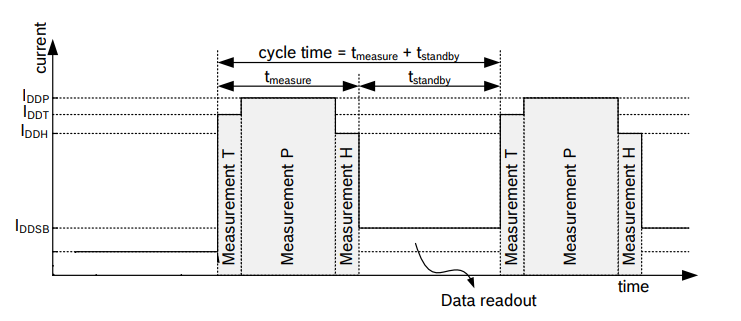 current
cycle time = tmeasure + tstandby
tmeasure
tstandby
IDDP
IDDT
IDDH
IDDSB
Measurement T
Measurement P
Measurement H
Measurement T
Measurement P
Measurement H
Data readout
time